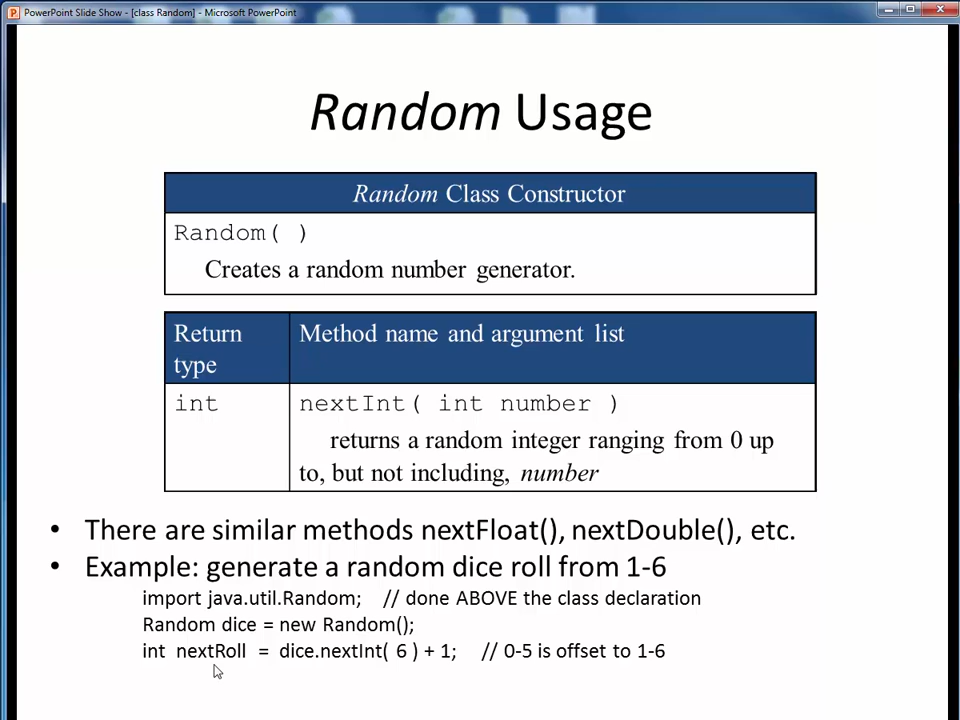 PowerPoint Slide Show - [class Random] - Microsoft PowerPoint
Random Usage
Random Class Constructor
Random( )
Creates a random number generator.
Return
type
Method name and argument list
int
nextInt( int number )
returns a random integer ranging from 0 up
to, but not including, number
• There are similar methods nextFloat(), nextDouble(), etc.
• Example: generate a random dice roll from 1-6
import java.util.Random; // done ABOVE the class declaration
Random dice = new Random();
int nextRoll = dice.nextInt( 6 ) + 1; // 0-5 is offset to 1-6